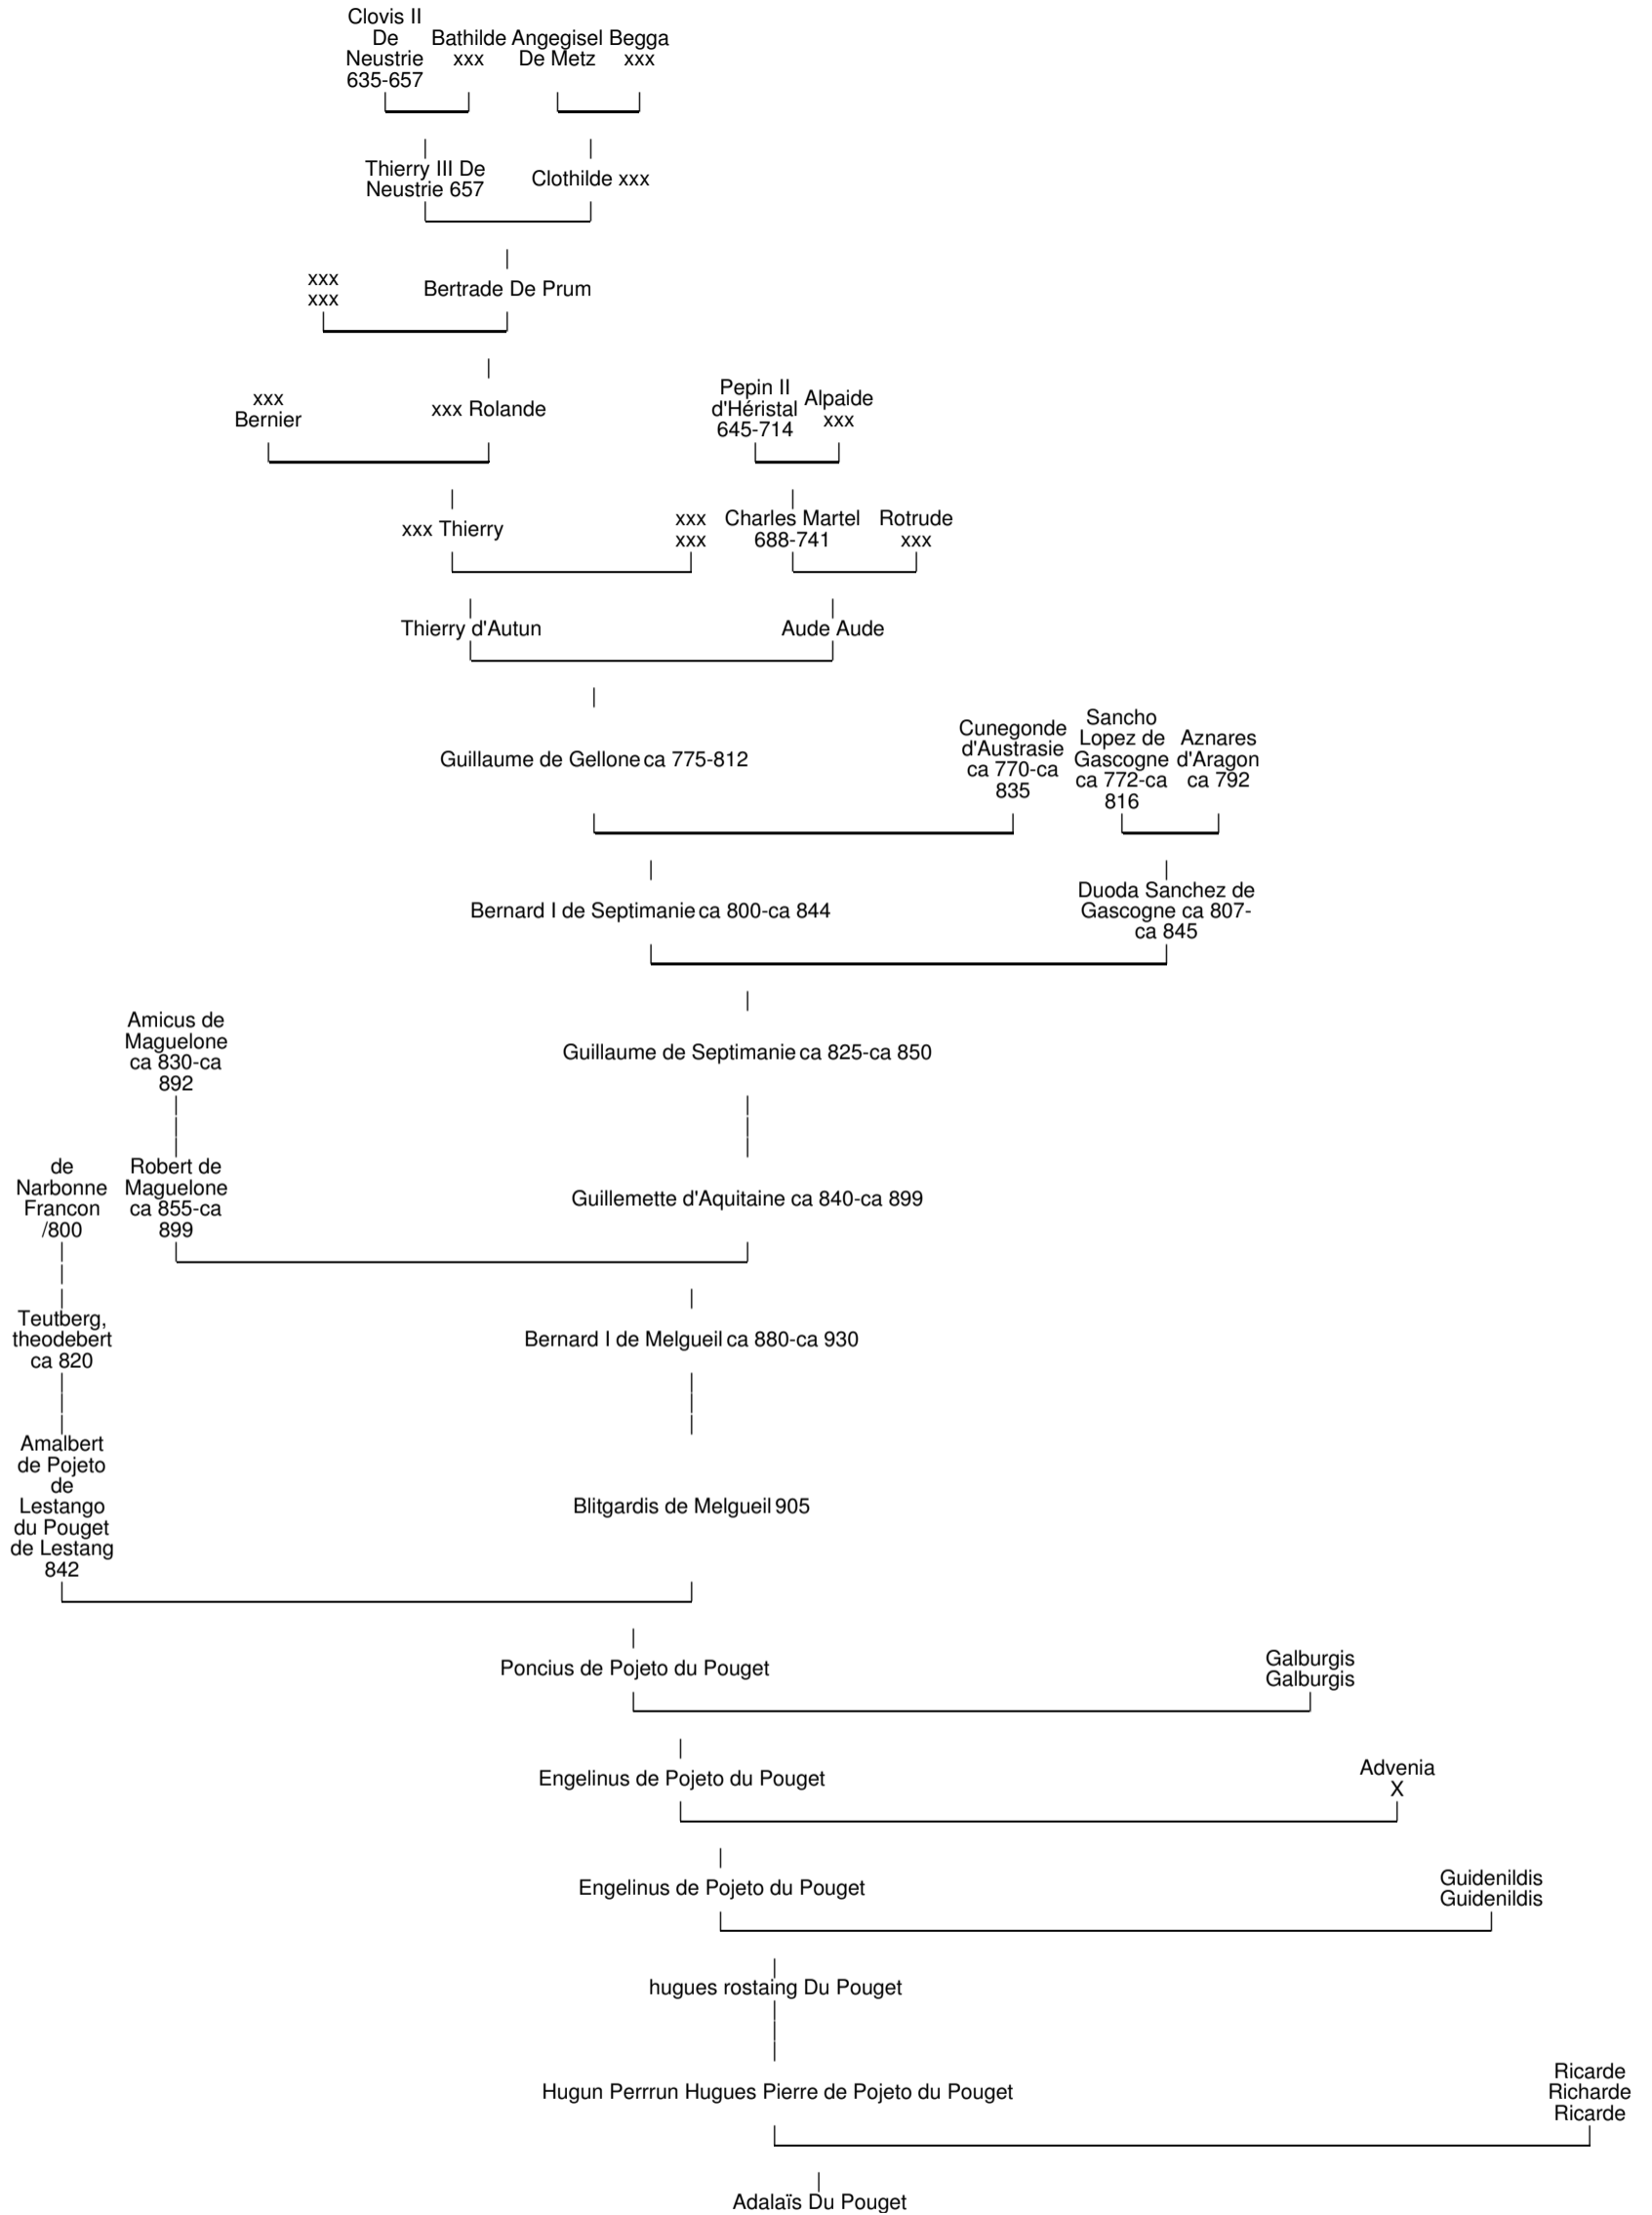 Clovis II
De
Neustrie
635-657
Bathilde
xxx
Angegisel
De Metz
Begga
xxx
Thierry III De
Neustrie 657
Clothilde xxx
xxx
xxx
Bertrade De Prum
xxx
Bernier
xxx Rolande
Pepin II
d'Héristal
645-714
Alpaide
xxx
xxx Thierry
xxx
xxx
Charles Martel
688-741
Rotrude
xxx
Thierry d'Autun
Aude Aude
Guillaume de Gellone ca 775-812
Cunegonde
d'Austrasie
ca 770-ca
835
Sancho
Lopez de
Gascogne
ca 772-ca
816
Aznares
d'Aragon
ca 792
Bernard I de Septimanie ca 800-ca 844
Duoda Sanchez de
Gascogne ca 807-
ca 845
Amicus de
Maguelone
ca 830-ca
892
Guillaume de Septimanie ca 825-ca 850
de
Narbonne
Francon
/800
Robert de
Maguelone
ca 855-ca
899
Guillemette d'Aquitaine ca 840-ca 899
Teutberg,
theodebert
ca 820
Bernard I de Melgueil ca 880-ca 930
Amalbert
de Pojeto
de
Lestango
du Pouget
de Lestang
842
Blitgardis de Melgueil 905
Poncius de Pojeto du Pouget
Galburgis
Galburgis
Engelinus de Pojeto du Pouget
Advenia
X
Engelinus de Pojeto du Pouget
Guidenildis
Guidenildis
hugues rostaing Du Pouget
Hugun Perrrun Hugues Pierre de Pojeto du Pouget
Ricarde
Richarde
Ricarde
Adalaïs Du Pouget